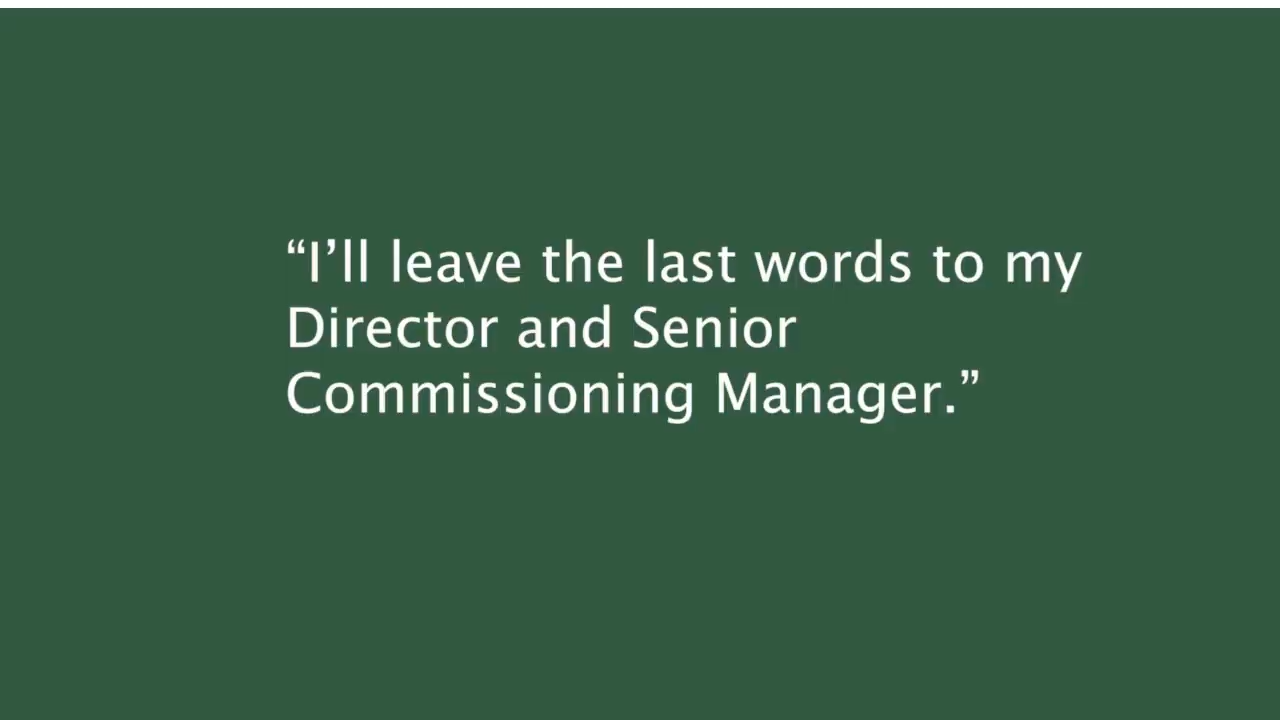 “I’ll leave the last words to my
Director and Senior
Commissioning Manager.”